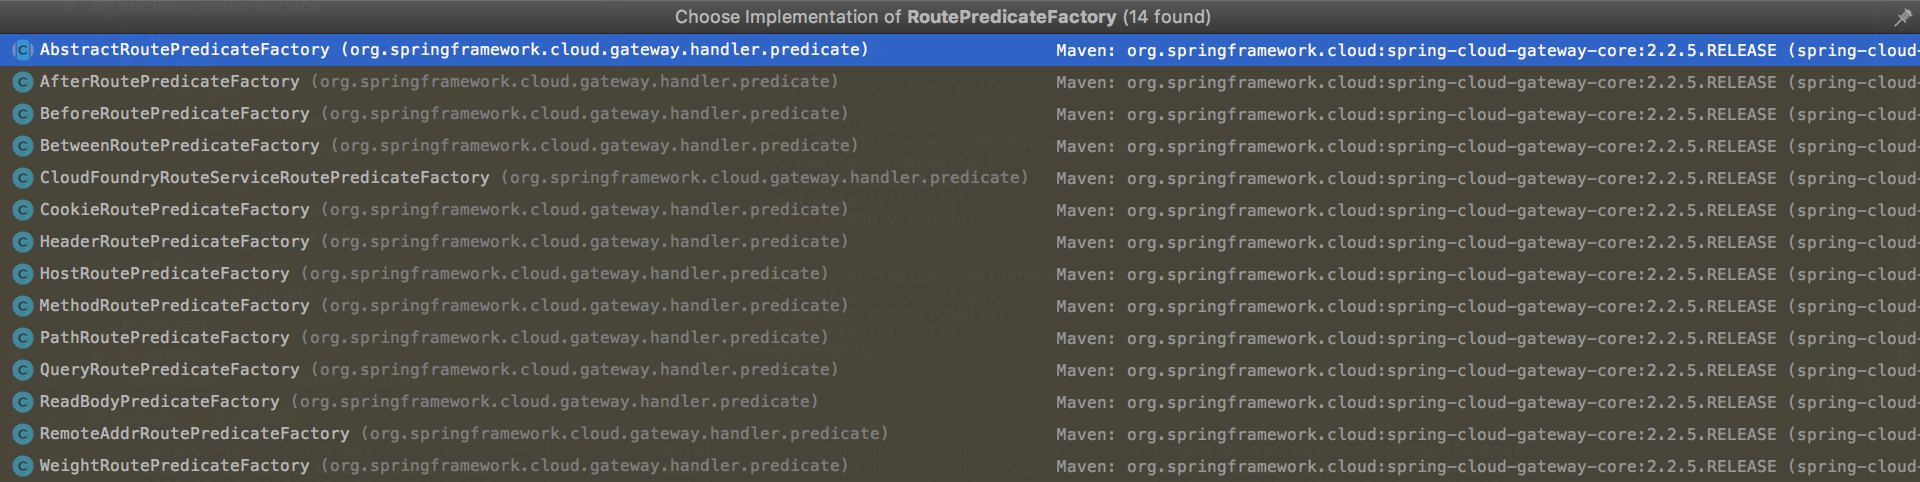 Choose Implementation of RoutePredicateFactory (14 found)
AbstractRoutePredicateFactory (org.springframework.cloud.gateway.handler.predicate) Maven: org.springframework.cloud:spring-cloud-gateway-core:2.2.5.RELEASE (spring-cloud-
AfterRoutePredicateFactory (org.springframework.cloud.gateway.handler.predicate) Maven: org.springframework.cloud:spring-cloud-gateway-core:2.2.5.RELEASE (spring-cloud-
BeforeRoutePredicateFactory (org.springframework.cloud.gateway.handler.predicate) Maven: org.springframework.cloud:spring-cloud-gateway-core:2.2.5.RELEASE (spring-cloud-
BetweenRoutePredicateFactory (org.springframework.cloud.gateway.handler.predicate) Maven: org.springframework.cloud:spring-cloud-gateway-core:2.2.5.RELEASE (spring-cloud-
CloudFoundryRouteServiceRoutePredicateFactory (org.springframework.cloud.gateway.handler.predicate) Maven: org.springframework.cloud:spring-cloud-gateway-core:2.2.5.RELEASE (spring-cloud-
CookieRoutePredicateFactory (org.springframework.cloud.gateway.handler.predicate) Maven: org.springframework.cloud:spring-cloud-gateway-core:2.2.5.RELEASE (spring-cloud-
HeaderRoutePredicateFactory (org.springframework.cloud.gateway.handler.predicate) Maven: org.springframework.cloud:spring-cloud-gateway-core:2.2.5.RELEASE (spring-cloud-
HostRoutePredicateFactory (org.springframework.cloud.gateway.handler.predicate) Maven: org.springframework.cloud:spring-cloud-gateway-core:2.2.5.RELEASE (spring-cloud-
MethodRoutePredicateFactory (org.springframework.cloud.gateway.handler.predicate) Maven: org.springframework.cloud:spring-cloud-gateway-core:2.2.5.RELEASE (spring-cloud-
PathRoutePredicateFactory (org.springframework.cloud.gateway.handler.predicate) Maven: org.springframework.cloud:spring-cloud-gateway-core:2.2.5.RELEASE (spring-cloud-
QueryRoutePredicateFactory (org.springframework.cloud.gateway.handler.predicate) Maven: org.springframework.cloud:spring-cloud-gateway-core:2.2.5.RELEASE (spring-cloud-
ReadBodyPredicateFactory (org.springframework.cloud.gateway.handler.predicate) Maven: org.springframework.cloud:spring-cloud-gateway-core:2.2.5.RELEASE (spring-cloud-
RemoteAddrRoutePredicateFactory (org.springframework.cloud.gateway.handler.predicate) Maven: org.springframework.cloud:spring-cloud-gateway-core:2.2.5.RELEASE (spring-cloud-
WeightRoutePredicateFactory (org.springframework.cloud.gateway.handler.predicate) Maven: org.springframework.cloud:spring-cloud-gateway-core:2.2.5.RELEASE (spring-cloud-